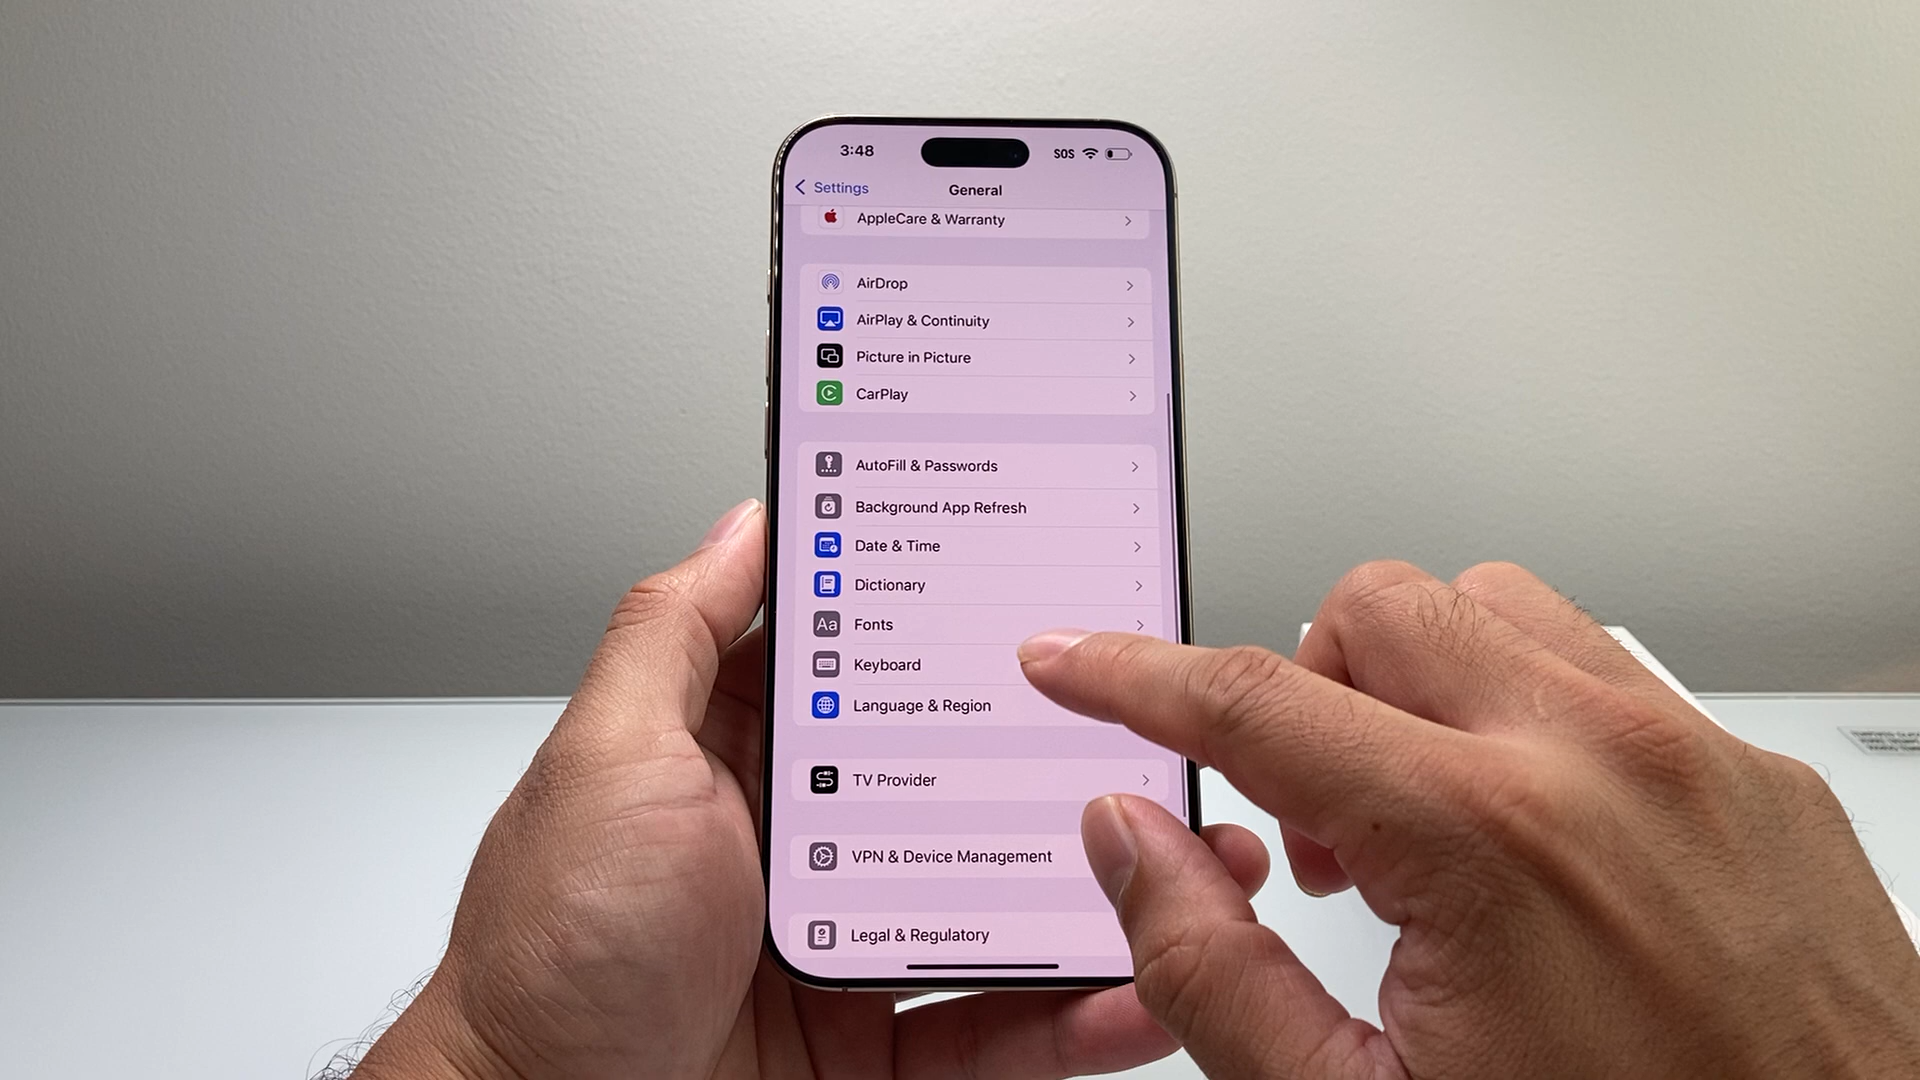 3:48
SOS
Settings
General
AppleCare & Warranty
AirDrop
AirPlay & Continuity
Picture in Picture
CarPlay
AutoFill & Passwords
Background App Refresh
Date & Time
Dictionary
Aa Fonts
Keyboard
Language & Region
TV Provider
VPN & Device Management
Legal & Regulatory